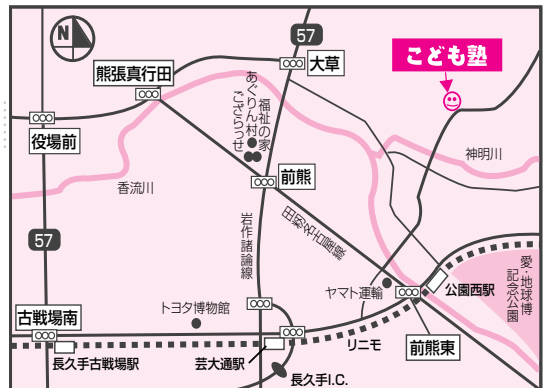 N
57
大草
こども塾
熊張真行田
福祉の家
あぐりん村
ござらっせ
役場前
神明川
香流川
前熊
57
岩作諸論線
田籾名古屋線
愛・地球博
記念公園
公園西駅
ヤマト運輸
トヨタ博物館
古戦場南
リニモ
前熊東
長久手古戦場駅
芸大通駅
長久手I.C.